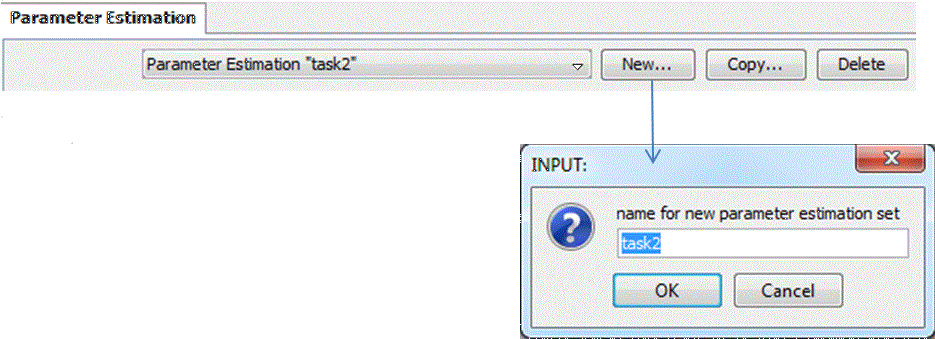 Parameter Estimation
Parameter Estimation "task2" New... Copy... Delete
INPUT:
name for new parameter estimation set
task2
OK Cancel